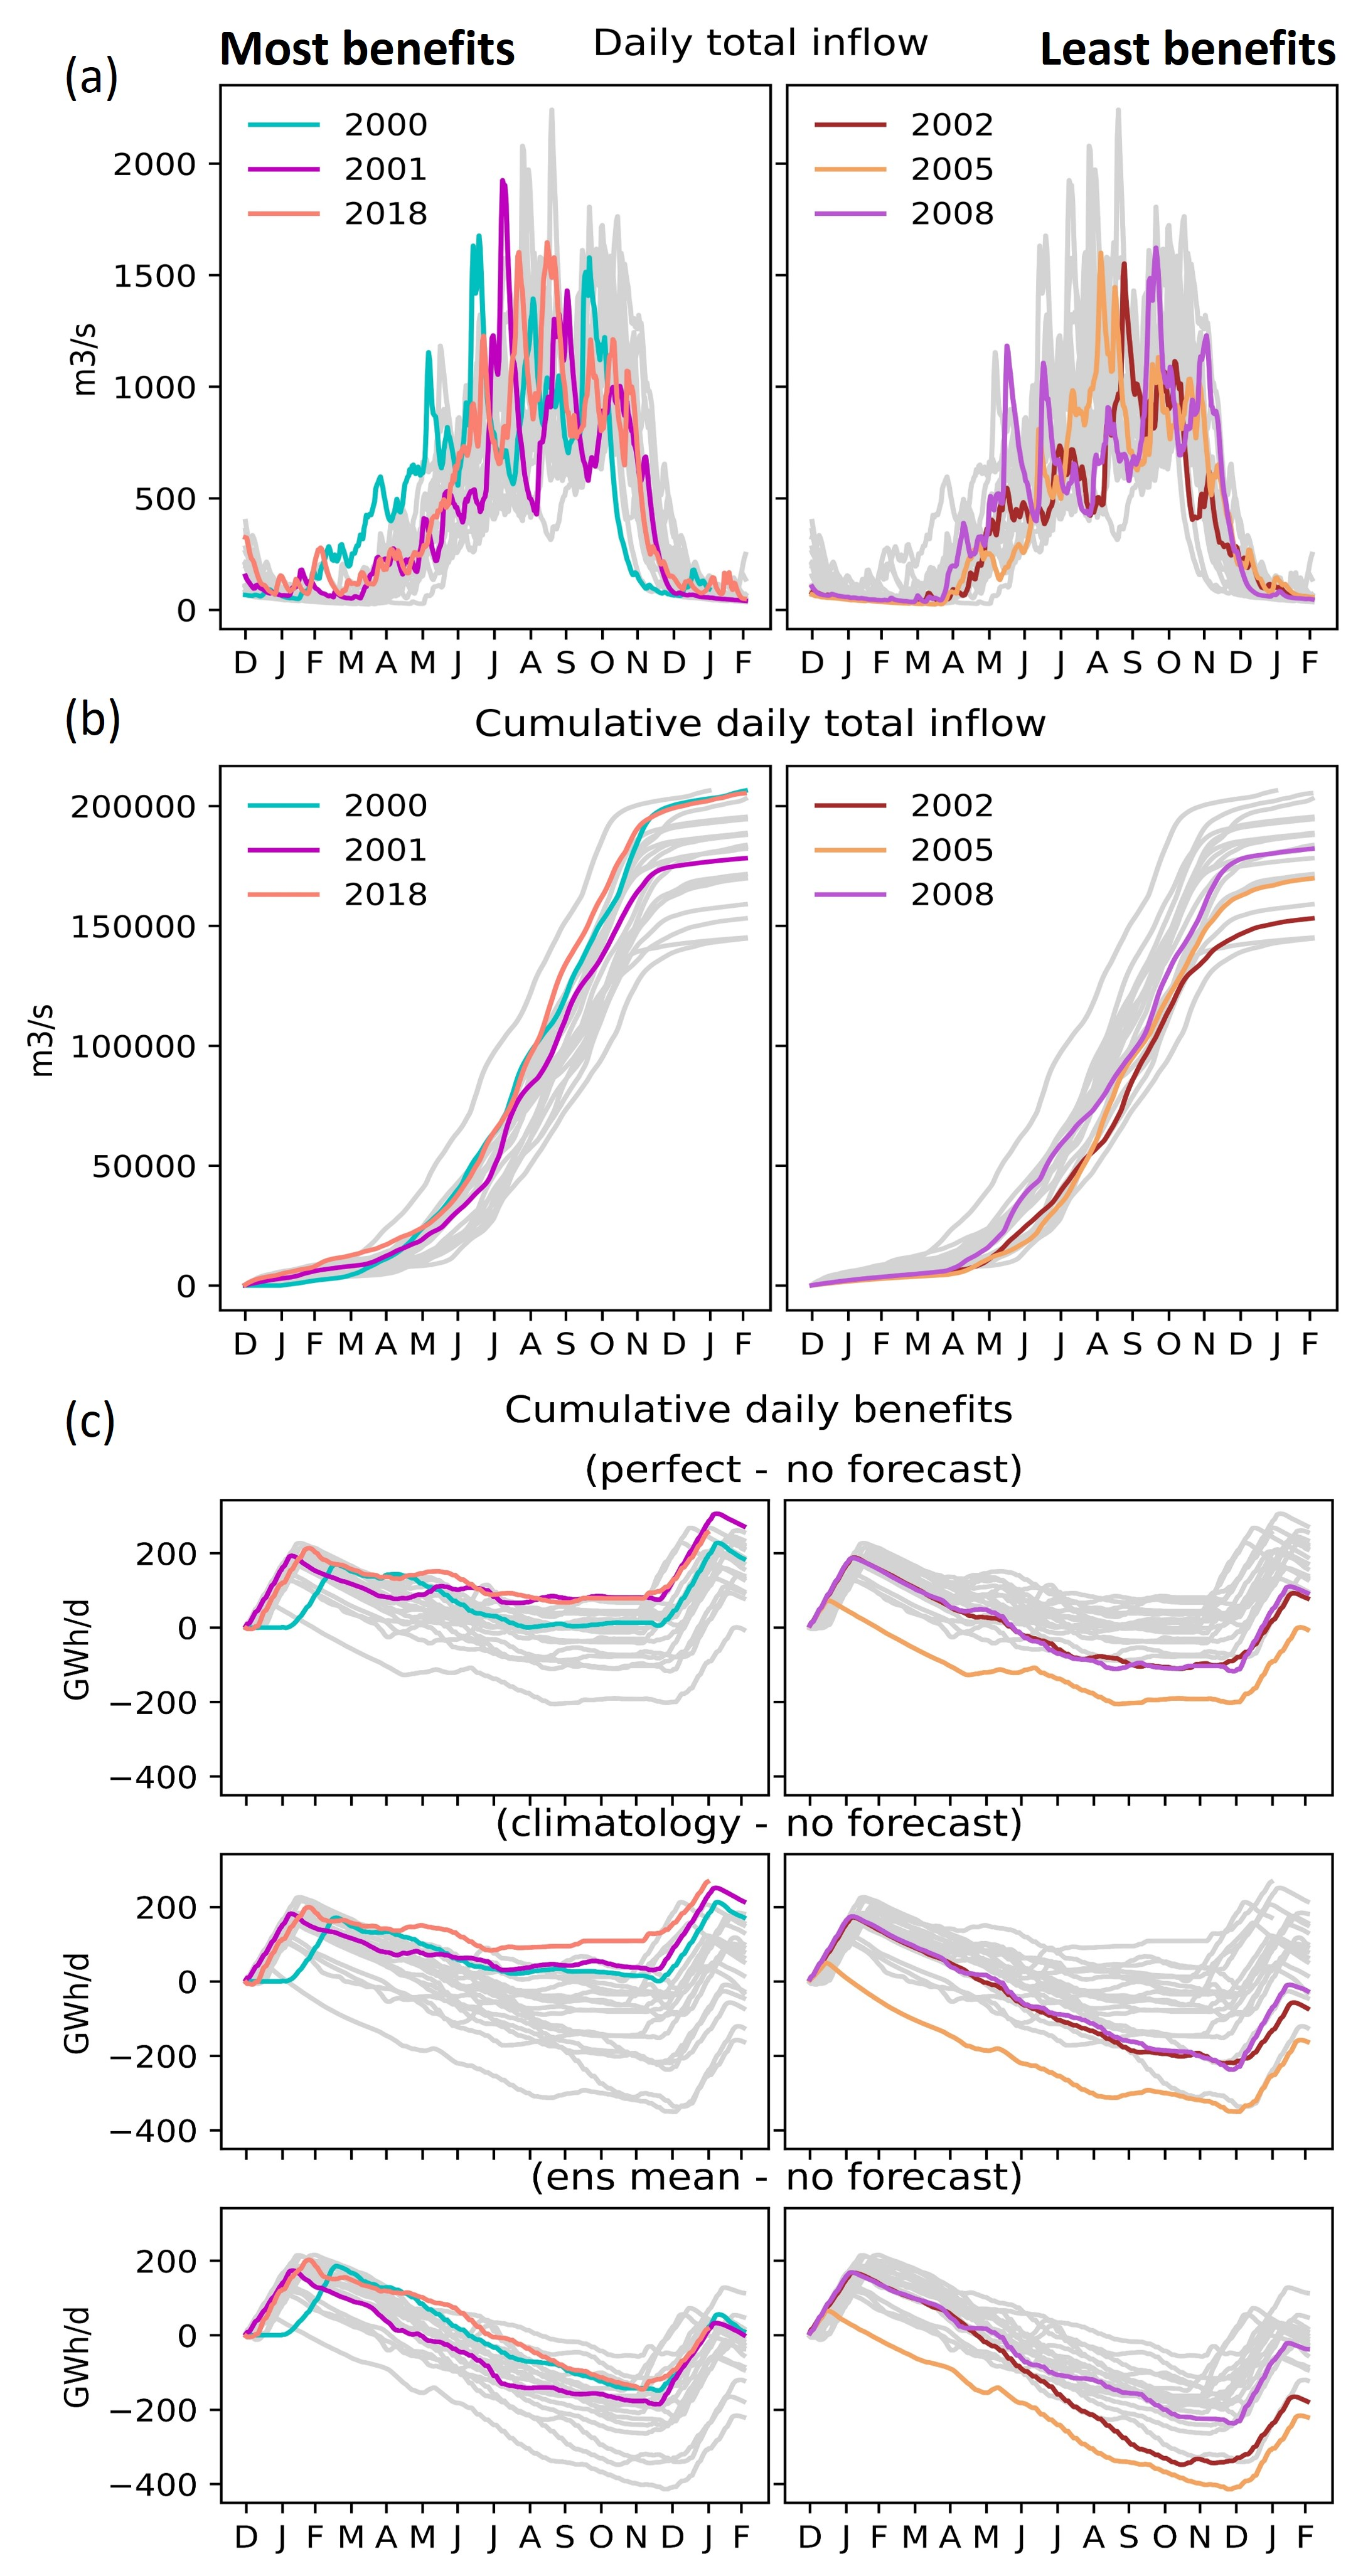 (a) Most benefits Daily total inflow Least benefits
2000 2002
2001 2005
2018 2008
2000
1500
1000
500
0
m3/s
D J F M A M J J A S O N D J F D J F M A M J J A S O N D J F
(b) Cumulative daily total inflow
2000 2002
2001 2005
2018 2008
200000
150000
100000
50000
0
m3/s
D J F M A M J J A S O N D J F D J F M A M J J A S O N D J F
(c) Cumulative daily benefits
(perfect - no forecast)
200
0
−200
−400
GWh/d
(climatology - no forecast)
200
0
−200
−400
GWh/d
(ens mean - no forecast)
200
0
−200
−400
GWh/d
D J F M A M J J A S O N D J F D J F M A M J J A S O N D J F